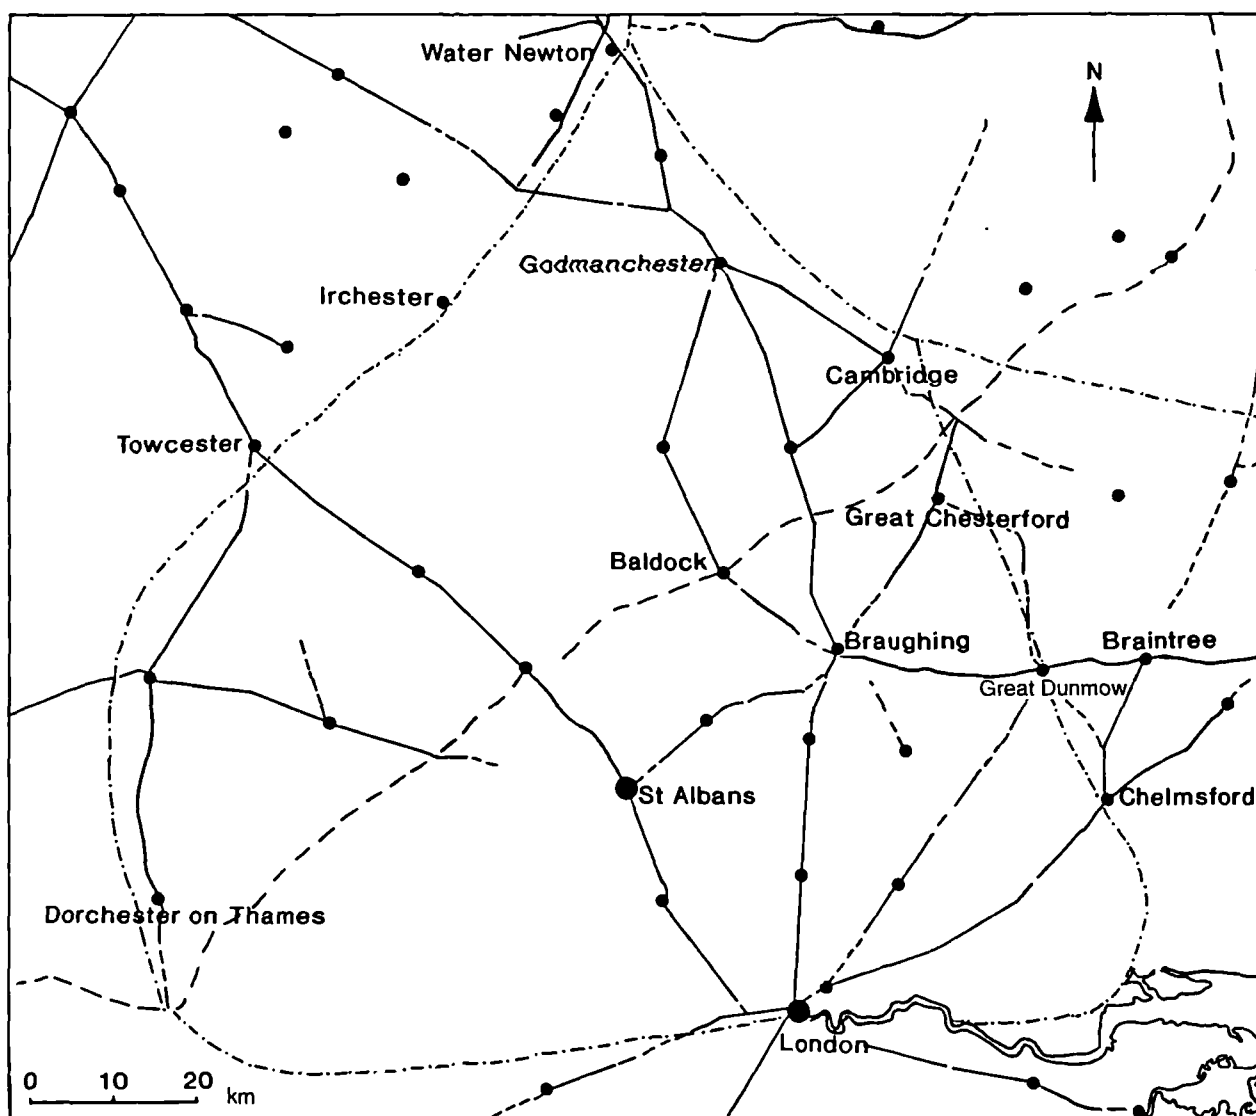 Water Newton
N
Godmanchester
Irchester
Cambridge
Towcester
Great Chesterford
Baldock
Braughing
Braintree
Great Dunmow
St Albans
Chelmsford
Dorchester on Thames
London
0 10 20 km